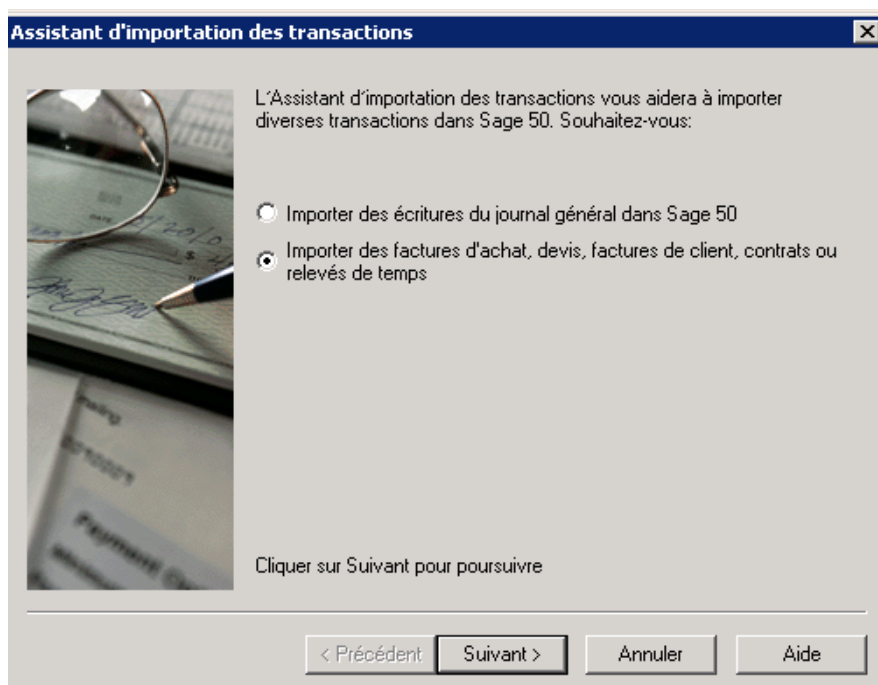 Assistant d'importation des transactions
L'Assistant d'importation des transactions vous aidera à importer
diverses transactions dans Sage 50. Souhaitez-vous:
Importer des écritures du journal général dans Sage 50
Importer des factures d'achat, devis, factures de client, contrats ou
relevés de temps
Cliquer sur Suivant pour poursuivre
< Précédent
Suivant >
Annuler
Aide